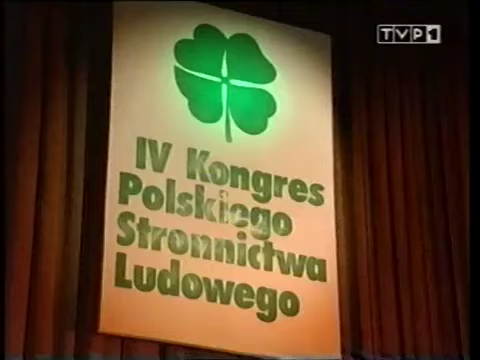 TVP1
IV Kongres
Polskiego
Stronnictwa
Ludowego